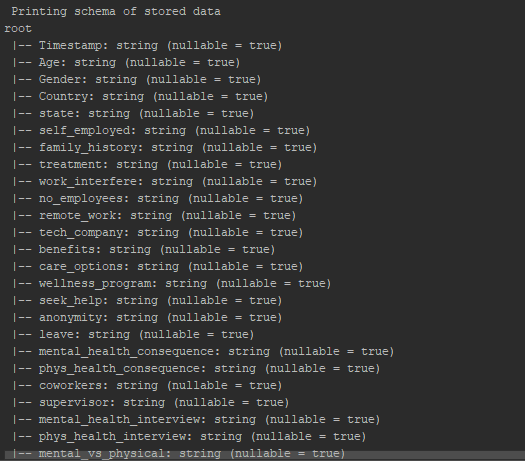 Printing schema of stored data
root
|-- Timestamp: string (nullable = true)
|-- Age: string (nullable = true)
|-- Gender: string (nullable = true)
|-- Country: string (nullable = true)
|-- state: string (nullable = true)
|-- self_employed: string (nullable = true)
|-- family_history: string (nullable = true)
|-- treatment: string (nullable = true)
|-- work_interfere: string (nullable = true)
|-- no_employees: string (nullable = true)
|-- remote_work: string (nullable = true)
|-- tech_company: string (nullable = true)
|-- benefits: string (nullable = true)
|-- care_options: string (nullable = true)
|-- wellness_program: string (nullable = true)
|-- seek_help: string (nullable = true)
|-- anonymity: string (nullable = true)
|-- leave: string (nullable = true)
|-- mental_health_consequence: string (nullable = true)
|-- phys_health_consequence: string (nullable = true)
|-- coworkers: string (nullable = true)
|-- supervisor: string (nullable = true)
|-- mental_health_interview: string (nullable = true)
|-- phys_health_interview: string (nullable = true)
|-- mental_vs_physical: string (nullable = true)